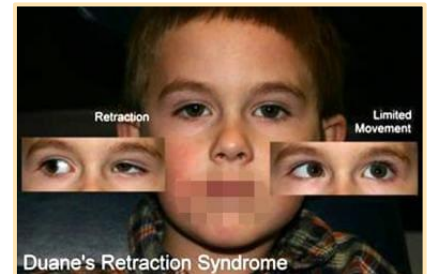 Retraction
Limited
Movement
Duane's Retraction Syndrome